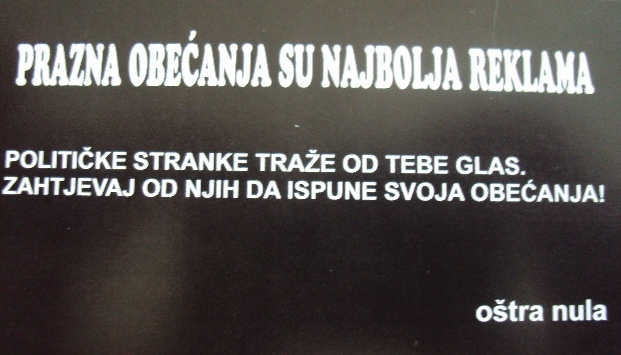 PRAZNA OBEĆANJA SU NAJBOLJA REKLAMA
POLITIČKE STRANKE TRAŽE OD TEBE GLAS.
ZAHTJEVAJ OD NJIH DA ISPUNE SVOJA OBEĆANJA!
oštra nula